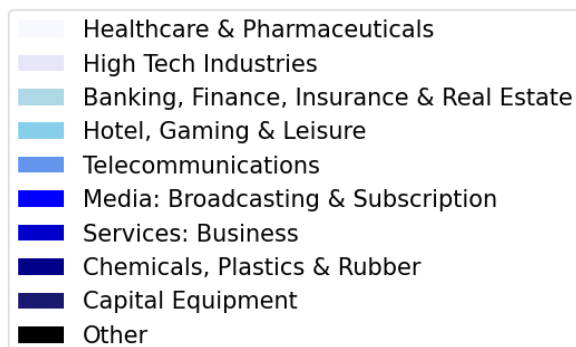 Healthcare & Pharmaceuticals
High Tech Industries
Banking, Finance, Insurance & Real Estate
Hotel, Gaming & Leisure
Telecommunications
Media: Broadcasting & Subscription
Services: Business
Chemicals, Plastics & Rubber
Capital Equipment
Other